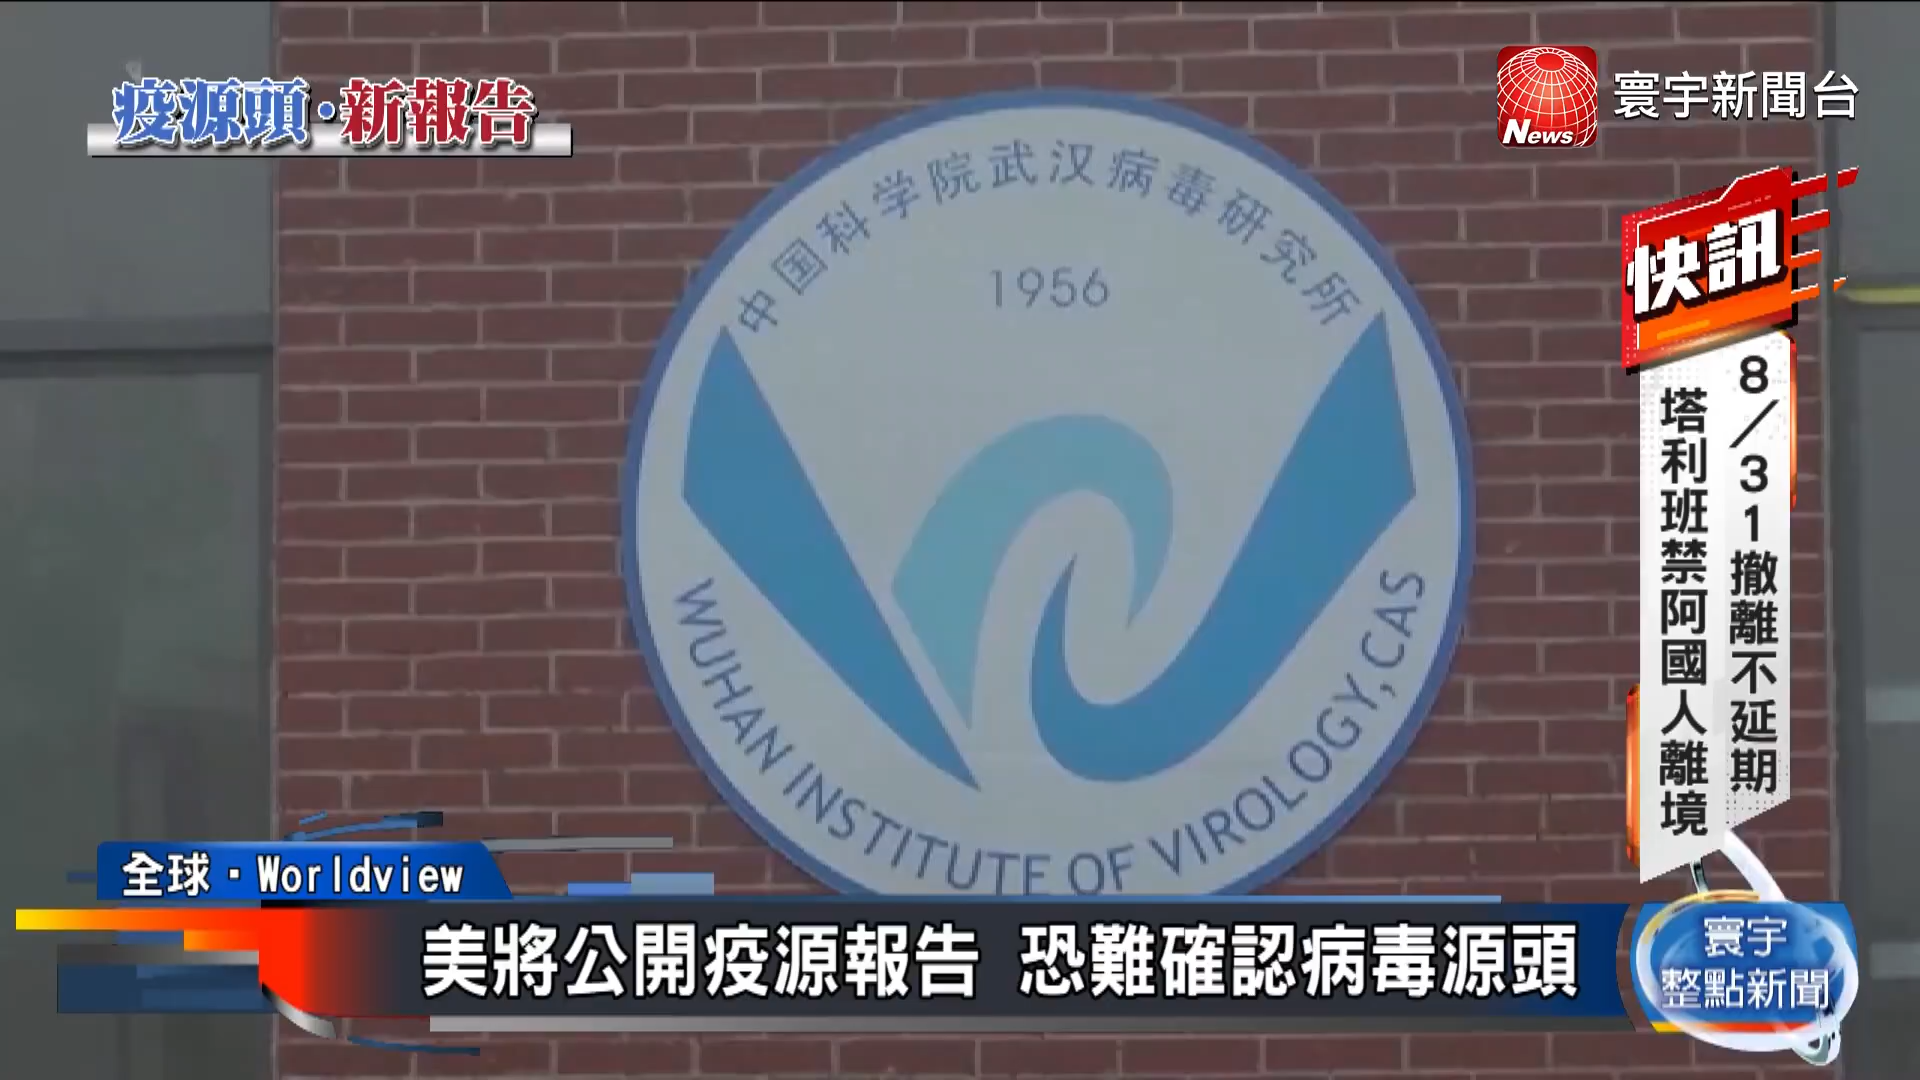 疫源頭·新報告
News
寰宇新聞台
中国科学院武汉病毒研究所
1956
WUHAN INSTITUTE OF VIROLOGY,CAS
快訊
8/31撤離不延期
塔利班禁阿國人離境
全球·Worldview
美將公開疫源報告 恐難確認病毒源頭
寰宇
整點新聞